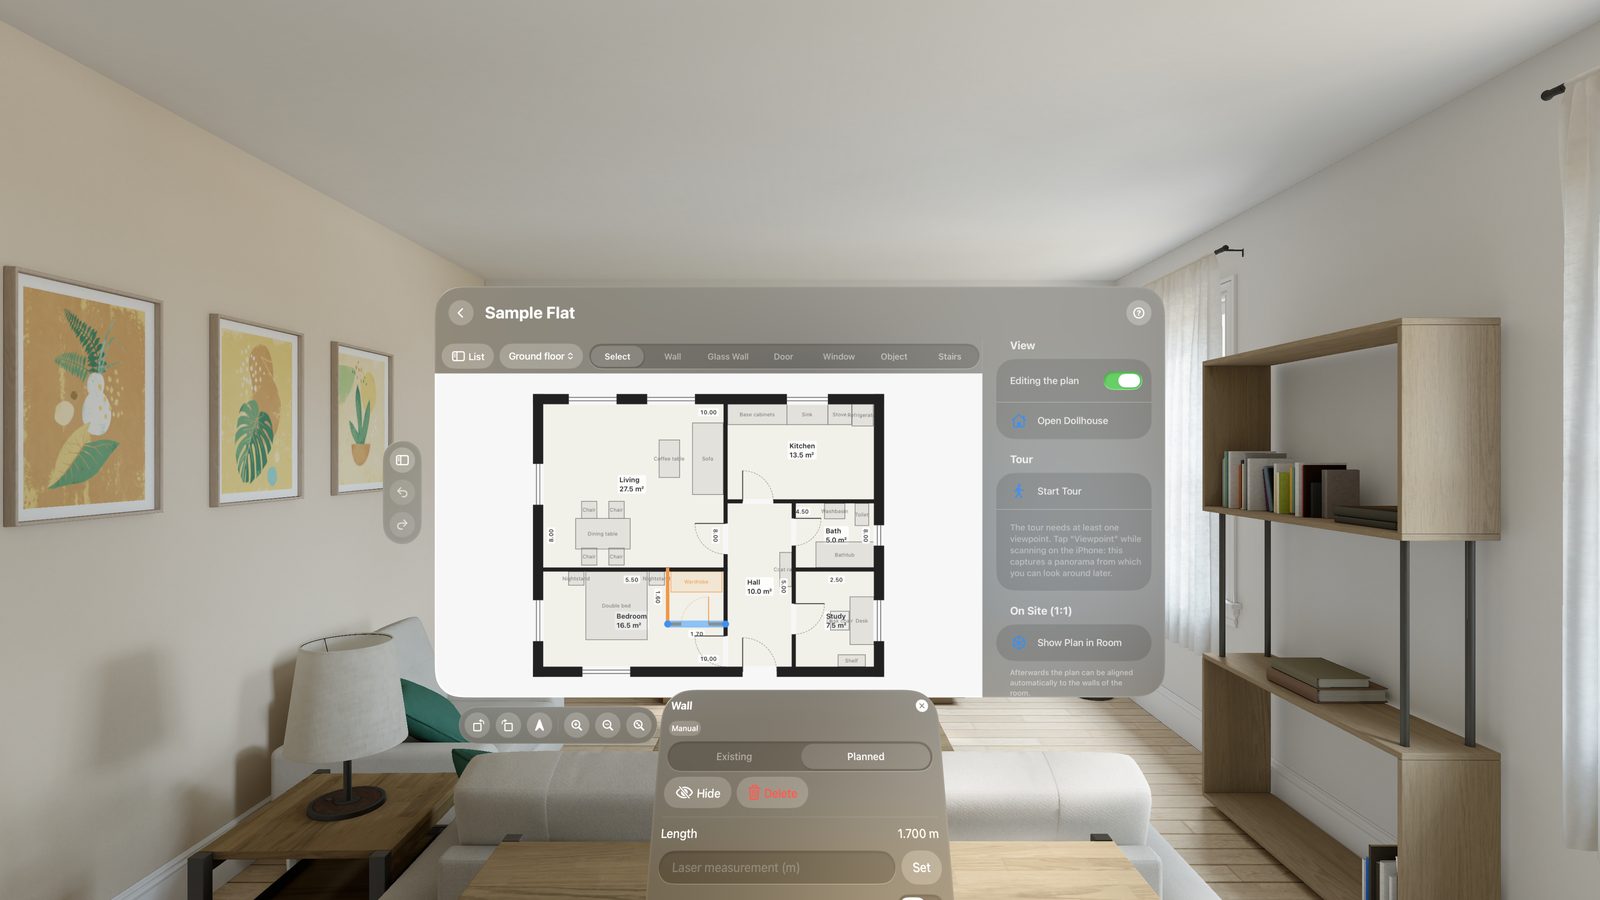 Sample Flat
List
Ground floor
Select
Wall
Glass Wall
Door
Window
Object
Stairs
View
Editing the plan
Open Dollhouse
Tour
Start Tour
The tour needs at least one
viewpoint. Tap "Viewpoint" while
scanning on the iPhone: this
captures a panorama from which
you can look around later.
On Site (1:1)
Show Plan in Room
Afterwards the plan can be aligned
automatically to the walls of the
room.
10.00
Base cabinets
Sink
Stove
Kitchen
13.5 m²
Coffee table
Sofa
Living
27.5 m²
Chair
Chair
Dining table
Chair
Chair
8.00
8.00
4.50
Washbasin
Toilet
Bath
5.0 m²
8.00
Bathtub
Nightstand
5.50
Wardrobe
Double bed
1.60
Bedroom
16.5 m²
1.70
10.00
Hall
10.0 m²
5.00
2.50
Study
7.5 m²
Desk
Shelf
Wall
Manual
Existing
Planned
Hide
Delete
Length
1.700 m
Laser measurement (m)
Set